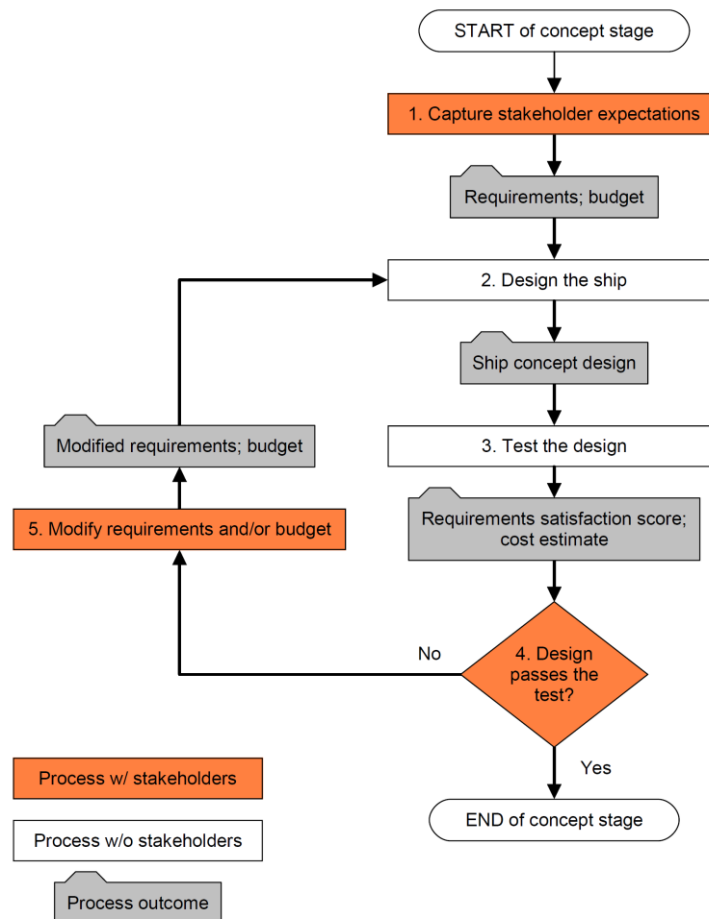 START of concept stage
1. Capture stakeholder expectations
Requirements; budget
2. Design the ship
Ship concept design
3. Test the design
Modified requirements; budget
5. Modify requirements and/or budget
Requirements satisfaction score;
cost estimate
No
4. Design
passes the
test?
Yes
END of concept stage
Process w/ stakeholders
Process w/o stakeholders
Process outcome